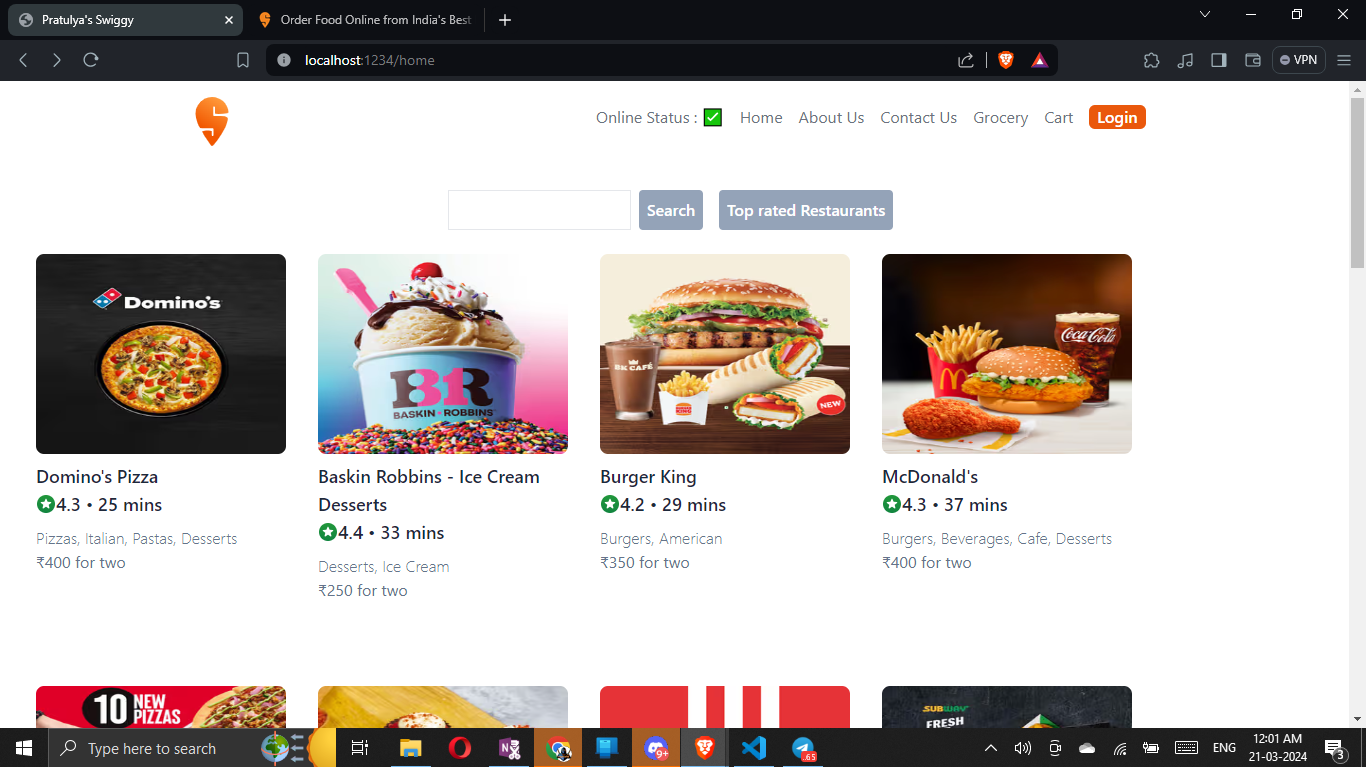 Pratulya's Swiggy
Order Food Online from India's Best
localhost:1234/home
VPN
Online Status : ✅ Home About Us Contact Us Grocery Cart Login
Search Top rated Restaurants
Domino's
BR
BASKIN ROBBINS
BK CAFÉ
BURGER KING
NEW
Coca-Cola
Domino's Pizza
4.3 • 25 mins
Pizzas, Italian, Pastas, Desserts
₹400 for two
Baskin Robbins - Ice Cream
Desserts
4.4 • 33 mins
Desserts, Ice Cream
₹250 for two
Burger King
4.2 • 29 mins
Burgers, American
₹350 for two
McDonald's
4.3 • 37 mins
Burgers, Beverages, Cafe, Desserts
₹400 for two
10 NEW
PIZZAS
SUBWAY
FRESH
Type here to search
9+
.65
ENG
12:01 AM
21-03-2024
3